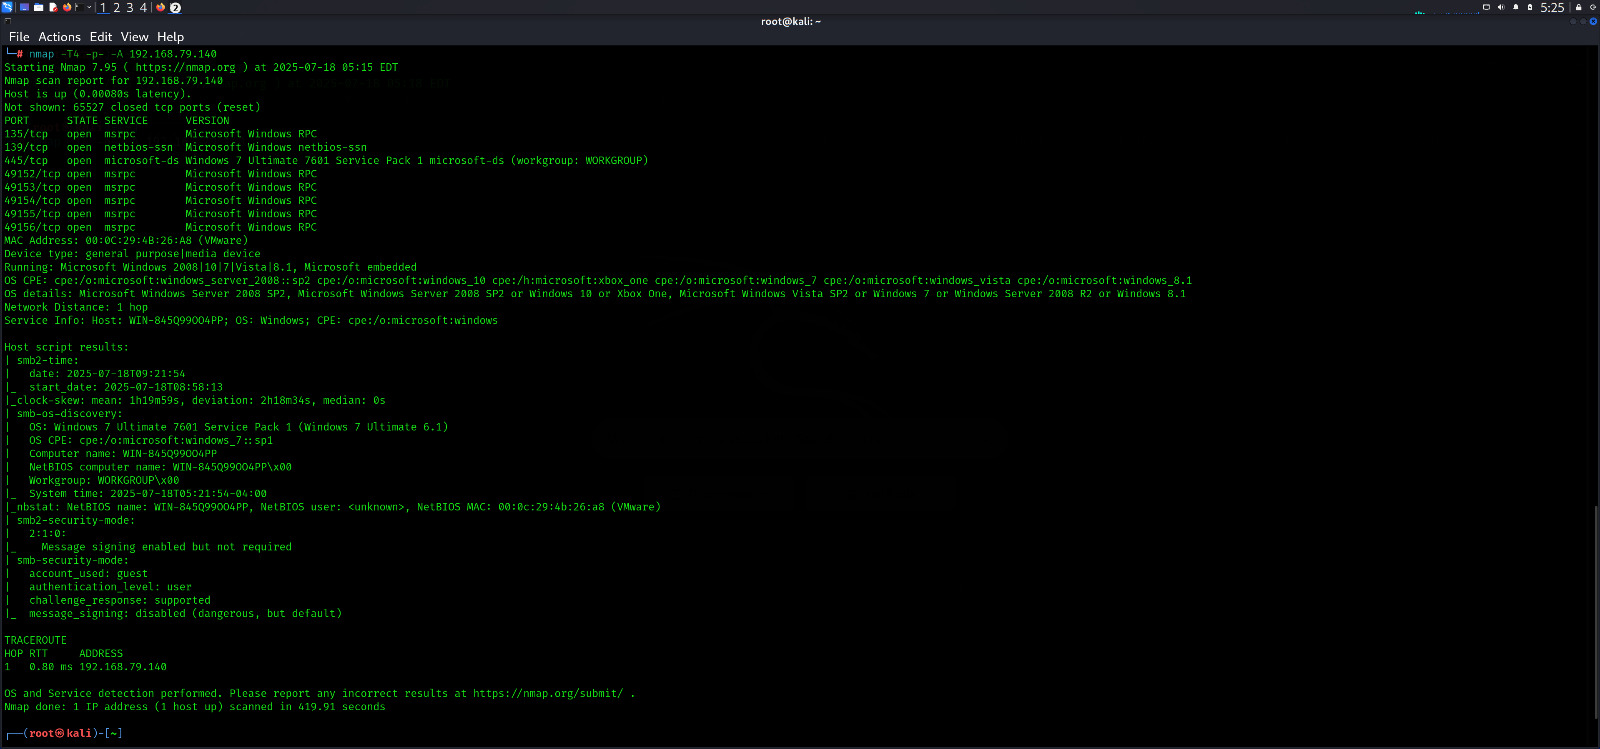 1 2 3 4 2 5:25
root@kali: ~
File Actions Edit View Help
└─# nmap -T4 -p- -A 192.168.79.140
Starting Nmap 7.95 ( https://nmap.org ) at 2025-07-18 05:15 EDT
Nmap scan report for 192.168.79.140
Host is up (0.00080s latency).
Not shown: 65527 closed tcp ports (reset)
PORT      STATE SERVICE      VERSION
135/tcp   open  msrpc        Microsoft Windows RPC
139/tcp   open  netbios-ssn  Microsoft Windows netbios-ssn
445/tcp   open  microsoft-ds Windows 7 Ultimate 7601 Service Pack 1 microsoft-ds (workgroup: WORKGROUP)
49152/tcp open  msrpc        Microsoft Windows RPC
49153/tcp open  msrpc        Microsoft Windows RPC
49154/tcp open  msrpc        Microsoft Windows RPC
49155/tcp open  msrpc        Microsoft Windows RPC
49156/tcp open  msrpc        Microsoft Windows RPC
MAC Address: 00:0C:29:4B:26:A8 (VMware)
Device type: general purpose|media device
Running: Microsoft Windows 2008|10|7|Vista|8.1, Microsoft embedded
OS CPE: cpe:/o:microsoft:windows_server_2008::sp2 cpe:/o:microsoft:windows_10 cpe:/h:microsoft:xbox_one cpe:/o:microsoft:windows_7 cpe:/o:microsoft:windows_vista cpe:/o:microsoft:windows_8.1
OS details: Microsoft Windows Server 2008 SP2, Microsoft Windows Server 2008 SP2 or Windows 10 or Xbox One, Microsoft Windows Vista SP2 or Windows 7 or Windows Server 2008 R2 or Windows 8.1
Network Distance: 1 hop
Service Info: Host: WIN-845Q99OO4PP; OS: Windows; CPE: cpe:/o:microsoft:windows
Host script results:
| smb2-time:
|   date: 2025-07-18T09:21:54
|_  start_date: 2025-07-18T08:58:13
|_clock-skew: mean: 1h19m59s, deviation: 2h18m34s, median: 0s
| smb-os-discovery:
|   OS: Windows 7 Ultimate 7601 Service Pack 1 (Windows 7 Ultimate 6.1)
|   OS CPE: cpe:/o:microsoft:windows_7::sp1
|   Computer name: WIN-845Q99OO4PP
|   NetBIOS computer name: WIN-845Q99OO4PP\x00
|   Workgroup: WORKGROUP\x00
|_  System time: 2025-07-18T05:21:54-04:00
|_nbstat: NetBIOS name: WIN-845Q99OO4PP, NetBIOS user: <unknown>, NetBIOS MAC: 00:0c:29:4b:26:a8 (VMware)
| smb2-security-mode:
|   2:1:0:
|_    Message signing enabled but not required
| smb-security-mode:
|   account_used: guest
|   authentication_level: user
|   challenge_response: supported
|_  message_signing: disabled (dangerous, but default)
TRACEROUTE
HOP RTT     ADDRESS
1   0.80 ms 192.168.79.140
OS and Service detection performed. Please report any incorrect results at https://nmap.org/submit/ .
Nmap done: 1 IP address (1 host up) scanned in 419.91 seconds
┌──(root㉿kali)-[~]